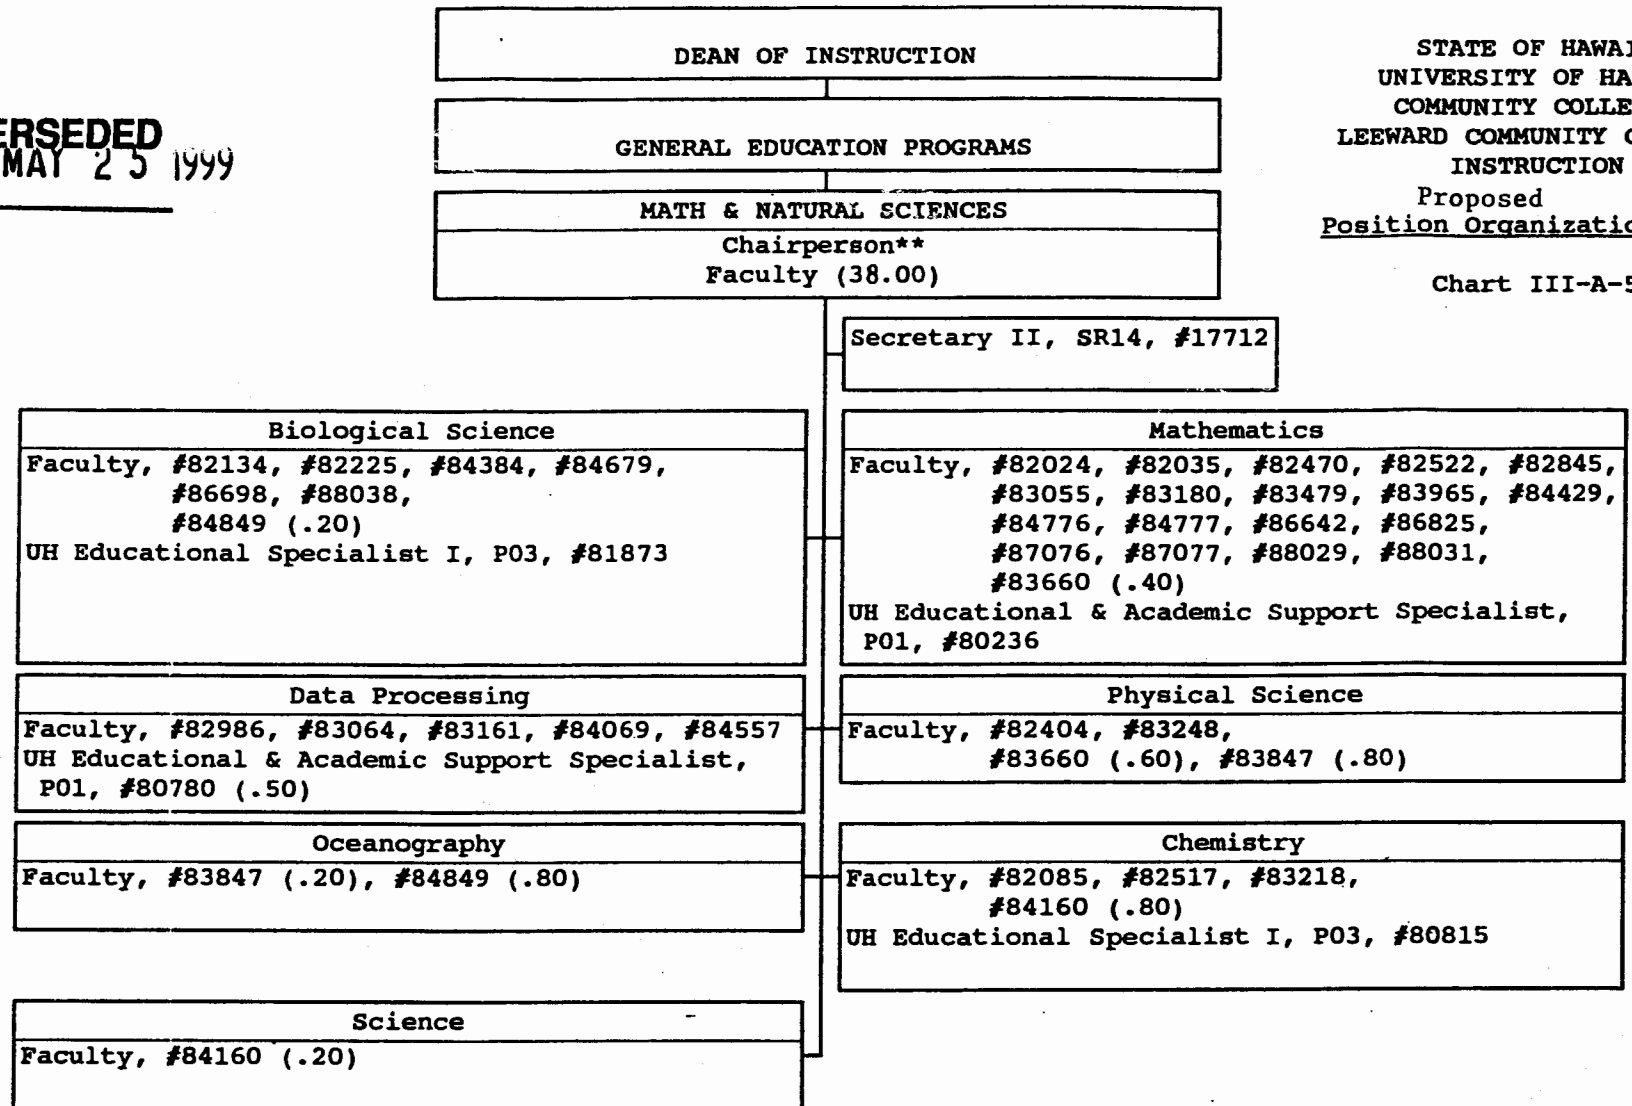 DEAN OF INSTRUCTION
GENERAL EDUCATION PROGRAMS
MATH & NATURAL SCIENCES
Chairperson**
Faculty (38.00)
ERSEDED
MAY 25 1999
STATE OF HAWAI
UNIVERSITY OF HA
COMMUNITY COLLE
LEEWARD COMMUNITY C
INSTRUCTION
Proposed
Position Organizatio
Chart III-A-5
Secretary II, SR14, #17712
Biological Science
Faculty, #82134, #82225, #84384, #84679,
#86698, #88038,
#84849 (.20)
UH Educational Specialist I, P03, #81873
Mathematics
Faculty, #82024, #82035, #82470, #82522, #82845,
#83055, #83180, #83479, #83965, #84429,
#84776, #84777, #86642, #86825,
#87076, #87077, #88029, #88031,
#83660 (.40)
UH Educational & Academic Support Specialist,
P01, #80236
Data Processing
Faculty, #82986, #83064, #83161, #84069, #84557
UH Educational & Academic Support Specialist,
P01, #80780 (.50)
Physical Science
Faculty, #82404, #83248,
#83660 (.60), #83847 (.80)
Oceanography
Faculty, #83847 (.20), #84849 (.80)
Chemistry
Faculty, #82085, #82517, #83218,
#84160 (.80)
UH Educational Specialist I, P03, #80815
Science
Faculty, #84160 (.20)